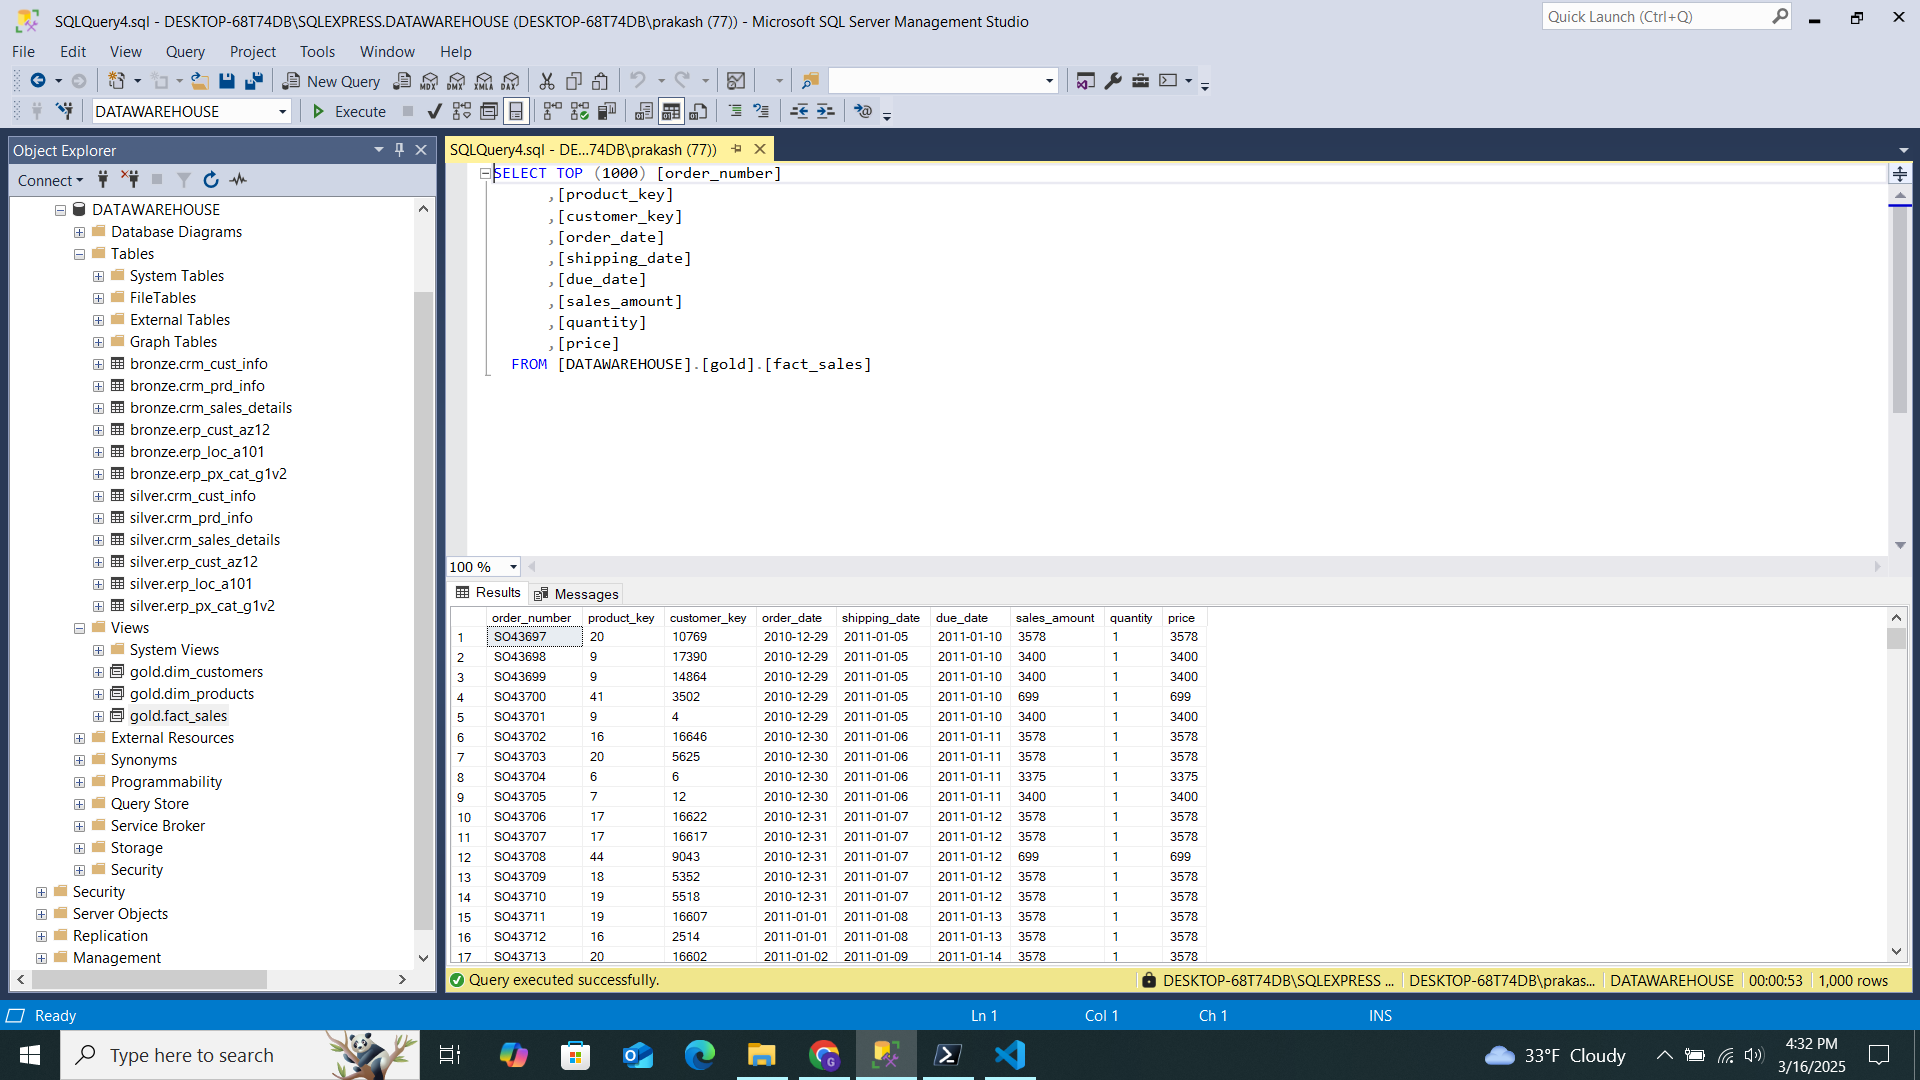 SQLQuery4.sql - DESKTOP-68T74DB\SQLEXPRESS.DATAWAREHOUSE (DESKTOP-68T74DB\prakash (77)) - Microsoft SQL Server Management Studio
Quick Launch (Ctrl+Q)
File Edit View Query Project Tools Window Help
New Query MDX DMX XMLA DAX
DATAWAREHOUSE Execute
Object Explorer
Connect
DATAWAREHOUSE
Database Diagrams
Tables
System Tables
FileTables
External Tables
Graph Tables
bronze.crm_cust_info
bronze.crm_prd_info
bronze.crm_sales_details
bronze.erp_cust_az12
bronze.erp_loc_a101
bronze.erp_px_cat_g1v2
silver.crm_cust_info
silver.crm_prd_info
silver.crm_sales_details
silver.erp_cust_az12
silver.erp_loc_a101
silver.erp_px_cat_g1v2
Views
System Views
gold.dim_customers
gold.dim_products
gold.fact_sales
External Resources
Synonyms
Programmability
Query Store
Service Broker
Storage
Security
Security
Server Objects
Replication
Management
SQLQuery4.sql - DE...74DB\prakash (77))
SELECT TOP (1000) [order_number]
,[product_key]
,[customer_key]
,[order_date]
,[shipping_date]
,[due_date]
,[sales_amount]
,[quantity]
,[price]
FROM [DATAWAREHOUSE].[gold].[fact_sales]
100 %
Results Messages
order_number product_key customer_key order_date shipping_date due_date sales_amount quantity price
1 SO43697 20 10769 2010-12-29 2011-01-05 2011-01-10 3578 1 3578
2 SO43698 9 17390 2010-12-29 2011-01-05 2011-01-10 3400 1 3400
3 SO43699 9 14864 2010-12-29 2011-01-05 2011-01-10 3400 1 3400
4 SO43700 41 3502 2010-12-29 2011-01-05 2011-01-10 699 1 699
5 SO43701 9 4 2010-12-29 2011-01-05 2011-01-10 3400 1 3400
6 SO43702 16 16646 2010-12-30 2011-01-06 2011-01-11 3578 1 3578
7 SO43703 20 5625 2010-12-30 2011-01-06 2011-01-11 3578 1 3578
8 SO43704 6 6 2010-12-30 2011-01-06 2011-01-11 3375 1 3375
9 SO43705 7 12 2010-12-30 2011-01-06 2011-01-11 3400 1 3400
10 SO43706 17 16622 2010-12-31 2011-01-07 2011-01-12 3578 1 3578
11 SO43707 17 16617 2010-12-31 2011-01-07 2011-01-12 3578 1 3578
12 SO43708 44 9043 2010-12-31 2011-01-07 2011-01-12 699 1 699
13 SO43709 18 5352 2010-12-31 2011-01-07 2011-01-12 3578 1 3578
14 SO43710 19 5518 2010-12-31 2011-01-07 2011-01-12 3578 1 3578
15 SO43711 19 16607 2011-01-01 2011-01-08 2011-01-13 3578 1 3578
16 SO43712 16 2514 2011-01-01 2011-01-08 2011-01-13 3578 1 3578
17 SO43713 20 16602 2011-01-02 2011-01-09 2011-01-14 3578 1 3578
Query executed successfully. DESKTOP-68T74DB\SQLEXPRESS ... DESKTOP-68T74DB\prakas... DATAWAREHOUSE 00:00:53 1,000 rows
Ready Ln 1 Col 1 Ch 1 INS
Type here to search
33°F Cloudy
4:32 PM
3/16/2025